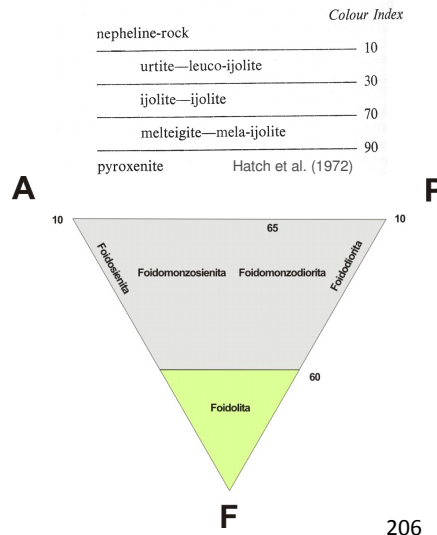 Colour Index
nepheline-rock
10
urtite—leuco-ijolite
30
ijolite—ijolite
70
melteigite—mela-ijolite
90
pyroxenite Hatch et al. (1972)
A P
10 65 10
Foidosienita Foidomonzosienita Foidomonzodiorita Foidodiorita
60
Foidolita
F
206